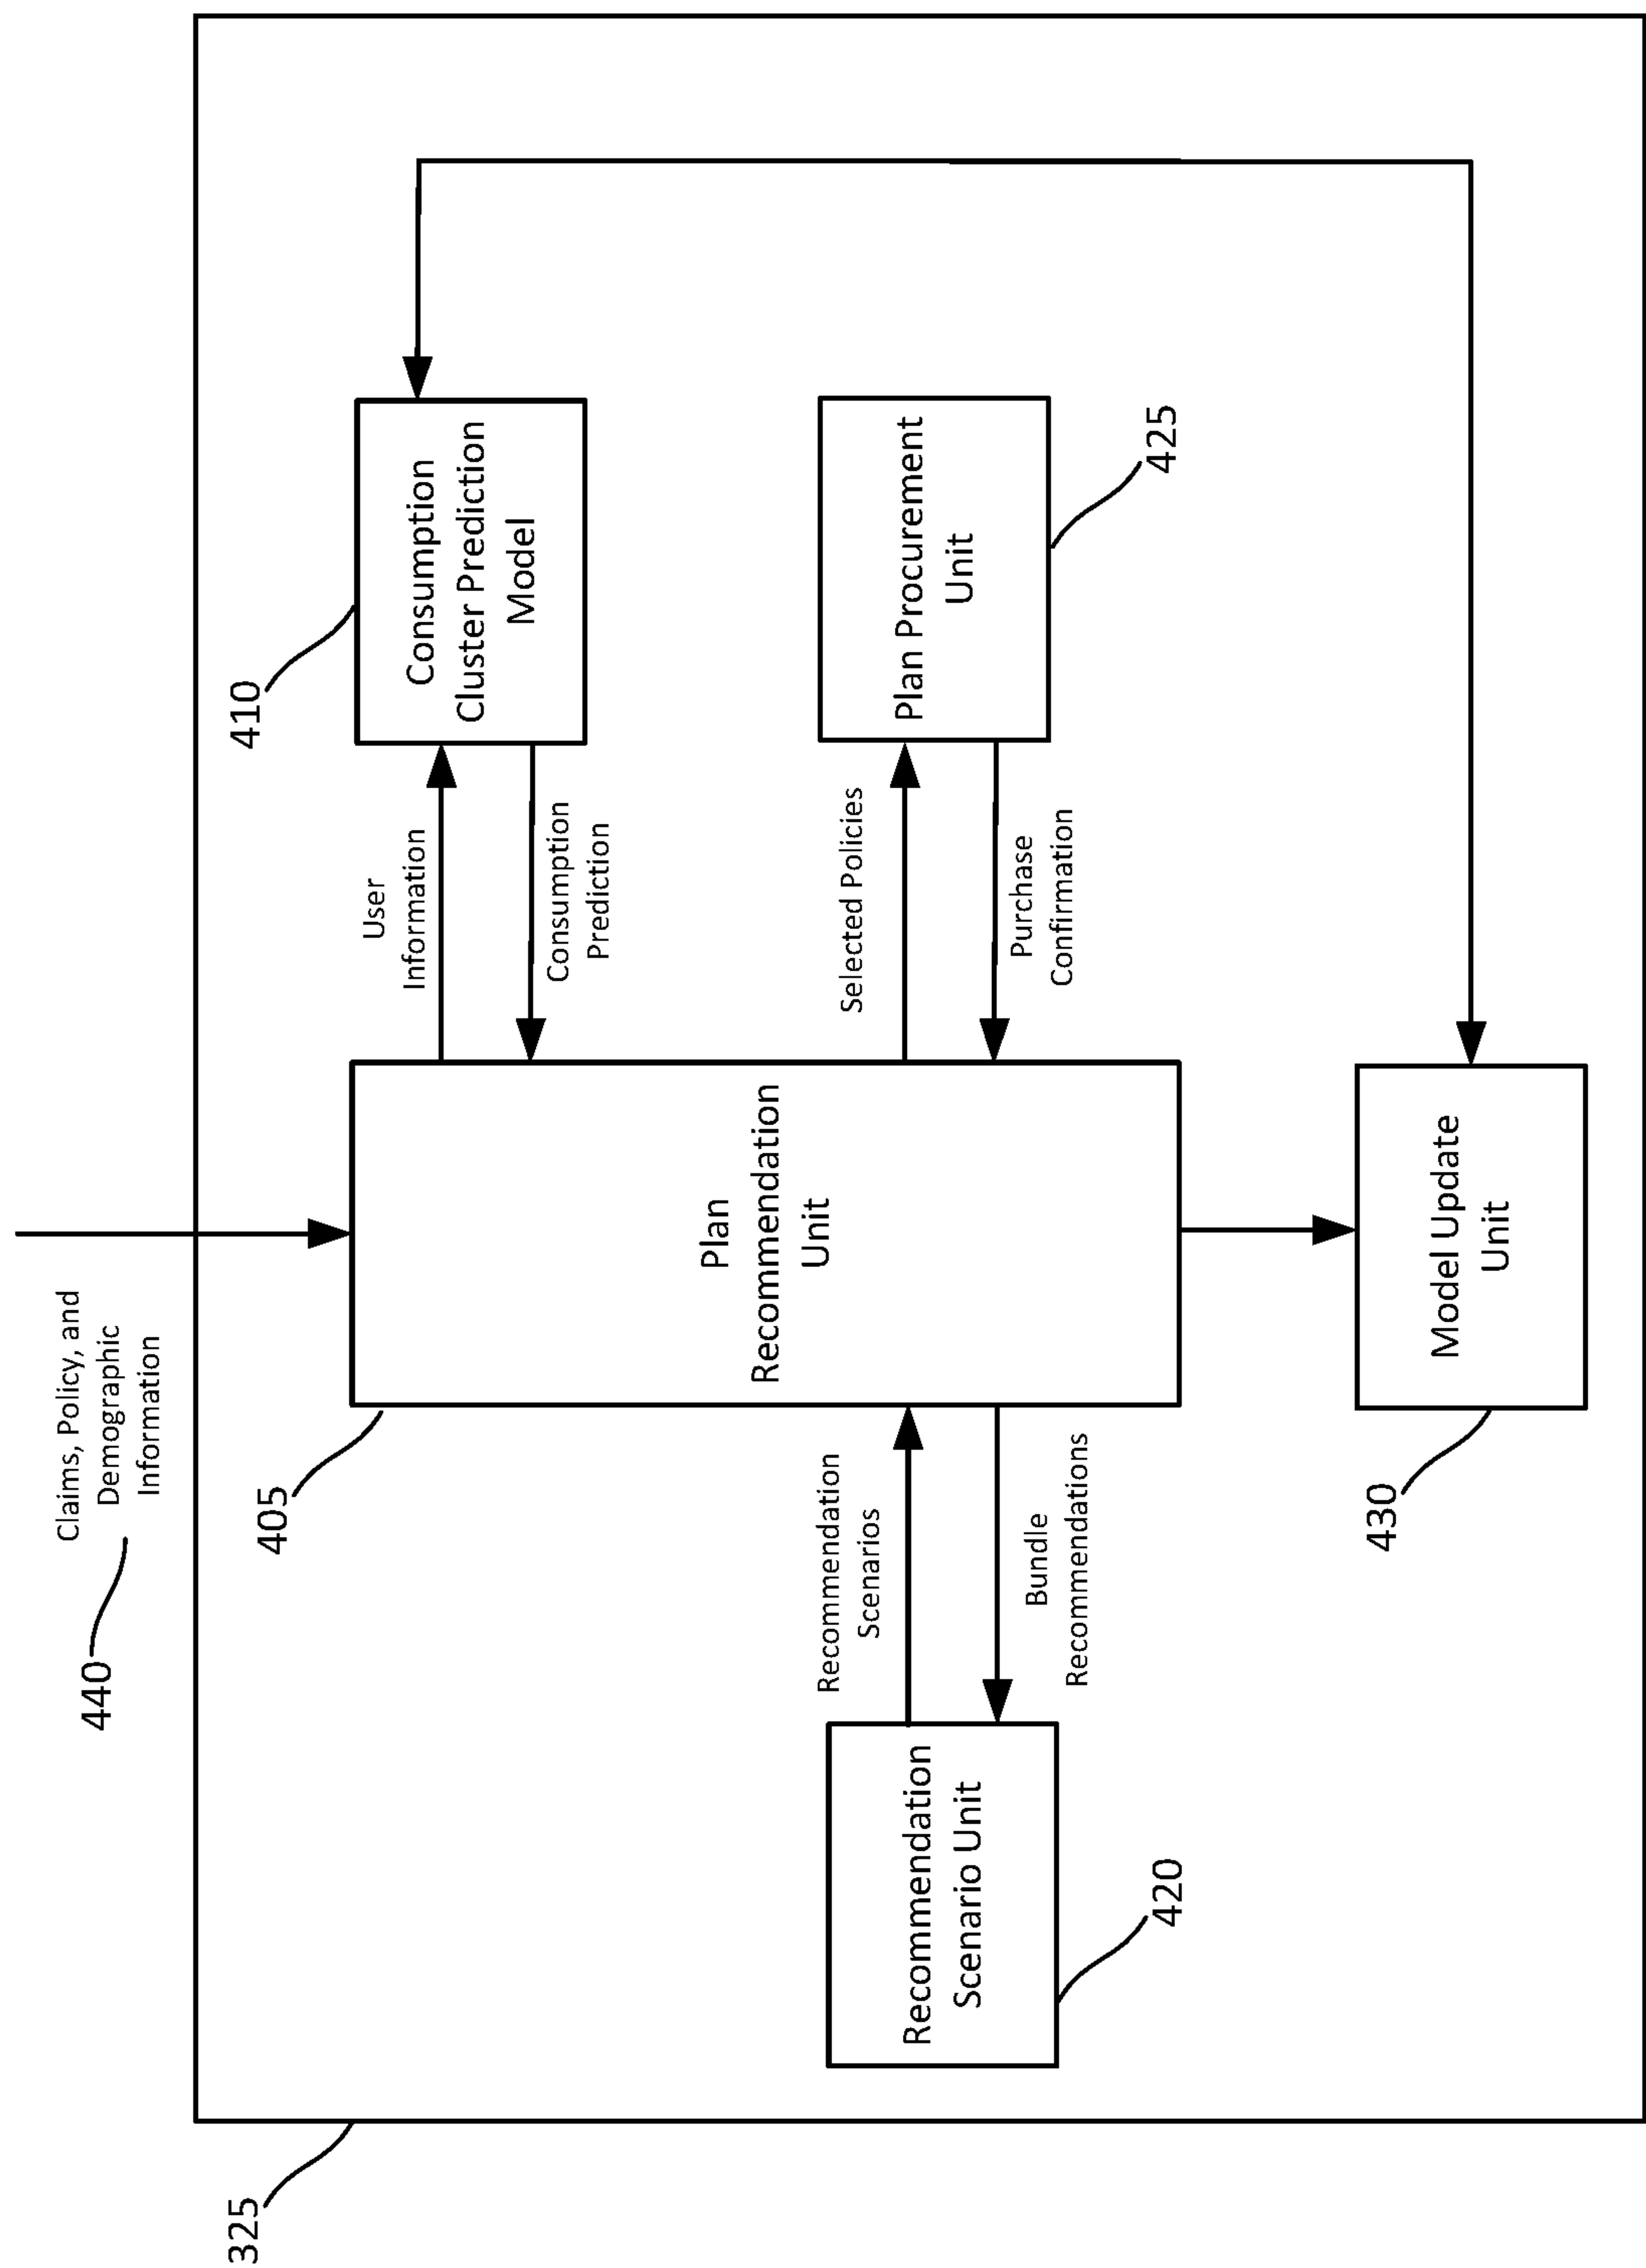 Claims, Policy, and
Demographic
Information
440
325
405
Plan
Recommendation
Unit
410
Consumption
Cluster Prediction
Model
User
Information
Consumption
Prediction
Recommendation
Scenarios
Bundle
Recommendations
Recommendation
Scenario Unit
420
Selected Policies
Purchase
Confirmation
Plan Procurement
Unit
425
Model Update
Unit
430